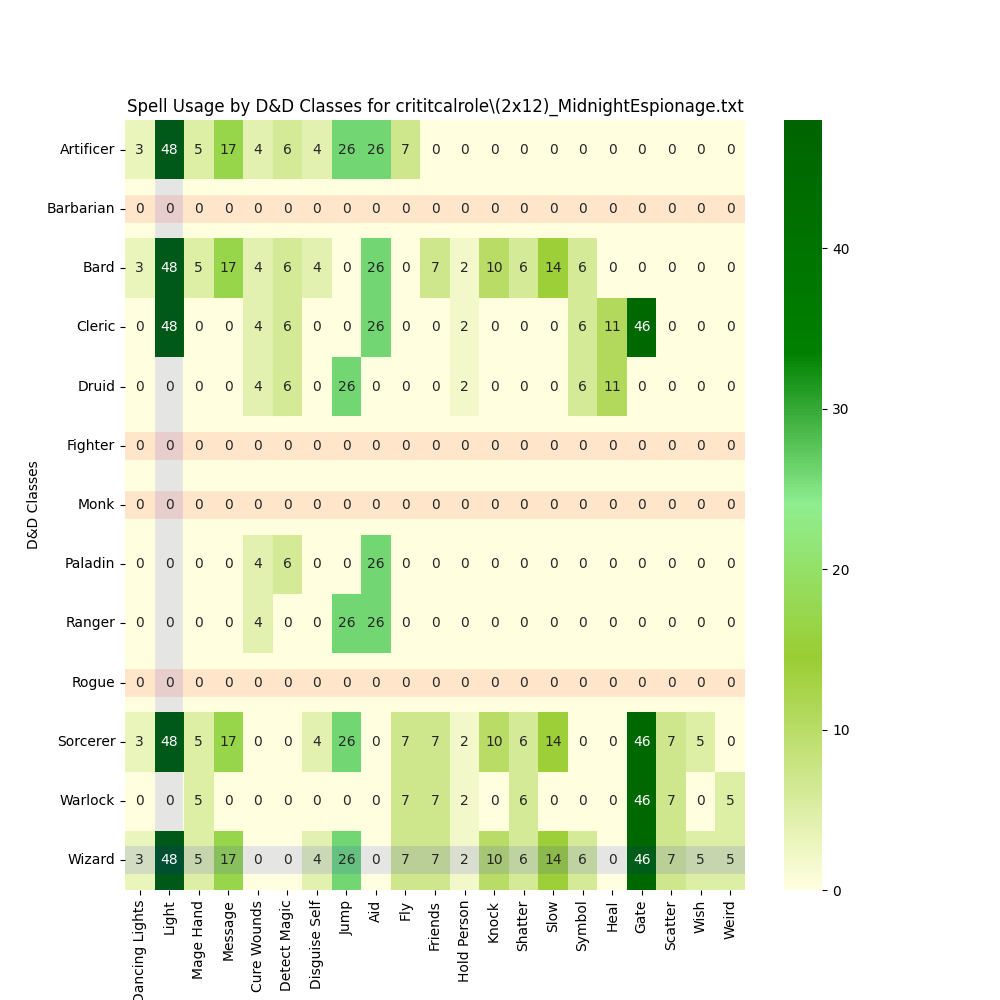 Spell Usage by D&D Classes for crititcalrole\(2x12)_MidnightEspionage.txt
Artificer 3 48 5 17 4 6 4 26 26 7 0 0 0 0 0 0 0 0 0 0 0
Barbarian 0 0 0 0 0 0 0 0 0 0 0 0 0 0 0 0 0 0 0 0 0
Bard 3 48 5 17 4 6 4 0 26 0 7 2 10 6 14 6 0 0 0 0 0
Cleric 0 48 0 0 4 6 0 0 26 0 0 2 0 0 0 6 11 46 0 0 0
Druid 0 0 0 0 4 6 0 26 0 0 0 2 0 0 0 6 11 0 0 0 0
Fighter 0 0 0 0 0 0 0 0 0 0 0 0 0 0 0 0 0 0 0 0 0
Monk 0 0 0 0 0 0 0 0 0 0 0 0 0 0 0 0 0 0 0 0 0
Paladin 0 0 0 0 4 6 0 0 26 0 0 0 0 0 0 0 0 0 0 0 0
Ranger 0 0 0 0 4 0 0 26 26 0 0 0 0 0 0 0 0 0 0 0 0
Rogue 0 0 0 0 0 0 0 0 0 0 0 0 0 0 0 0 0 0 0 0 0
Sorcerer 3 48 5 17 0 0 4 26 0 7 7 2 10 6 14 0 0 46 7 5 0
Warlock 0 0 5 0 0 0 0 0 0 7 7 2 0 6 0 0 0 46 7 0 5
Wizard 3 48 5 17 0 0 4 26 0 7 7 2 10 6 14 6 0 46 7 5 5
D&D Classes
Dancing Lights
Light
Mage Hand
Message
Cure Wounds
Detect Magic
Disguise Self
Jump
Aid
Fly
Friends
Hold Person
Knock
Shatter
Slow
Symbol
Heal
Gate
Scatter
Wish
Weird
40
30
20
10
0